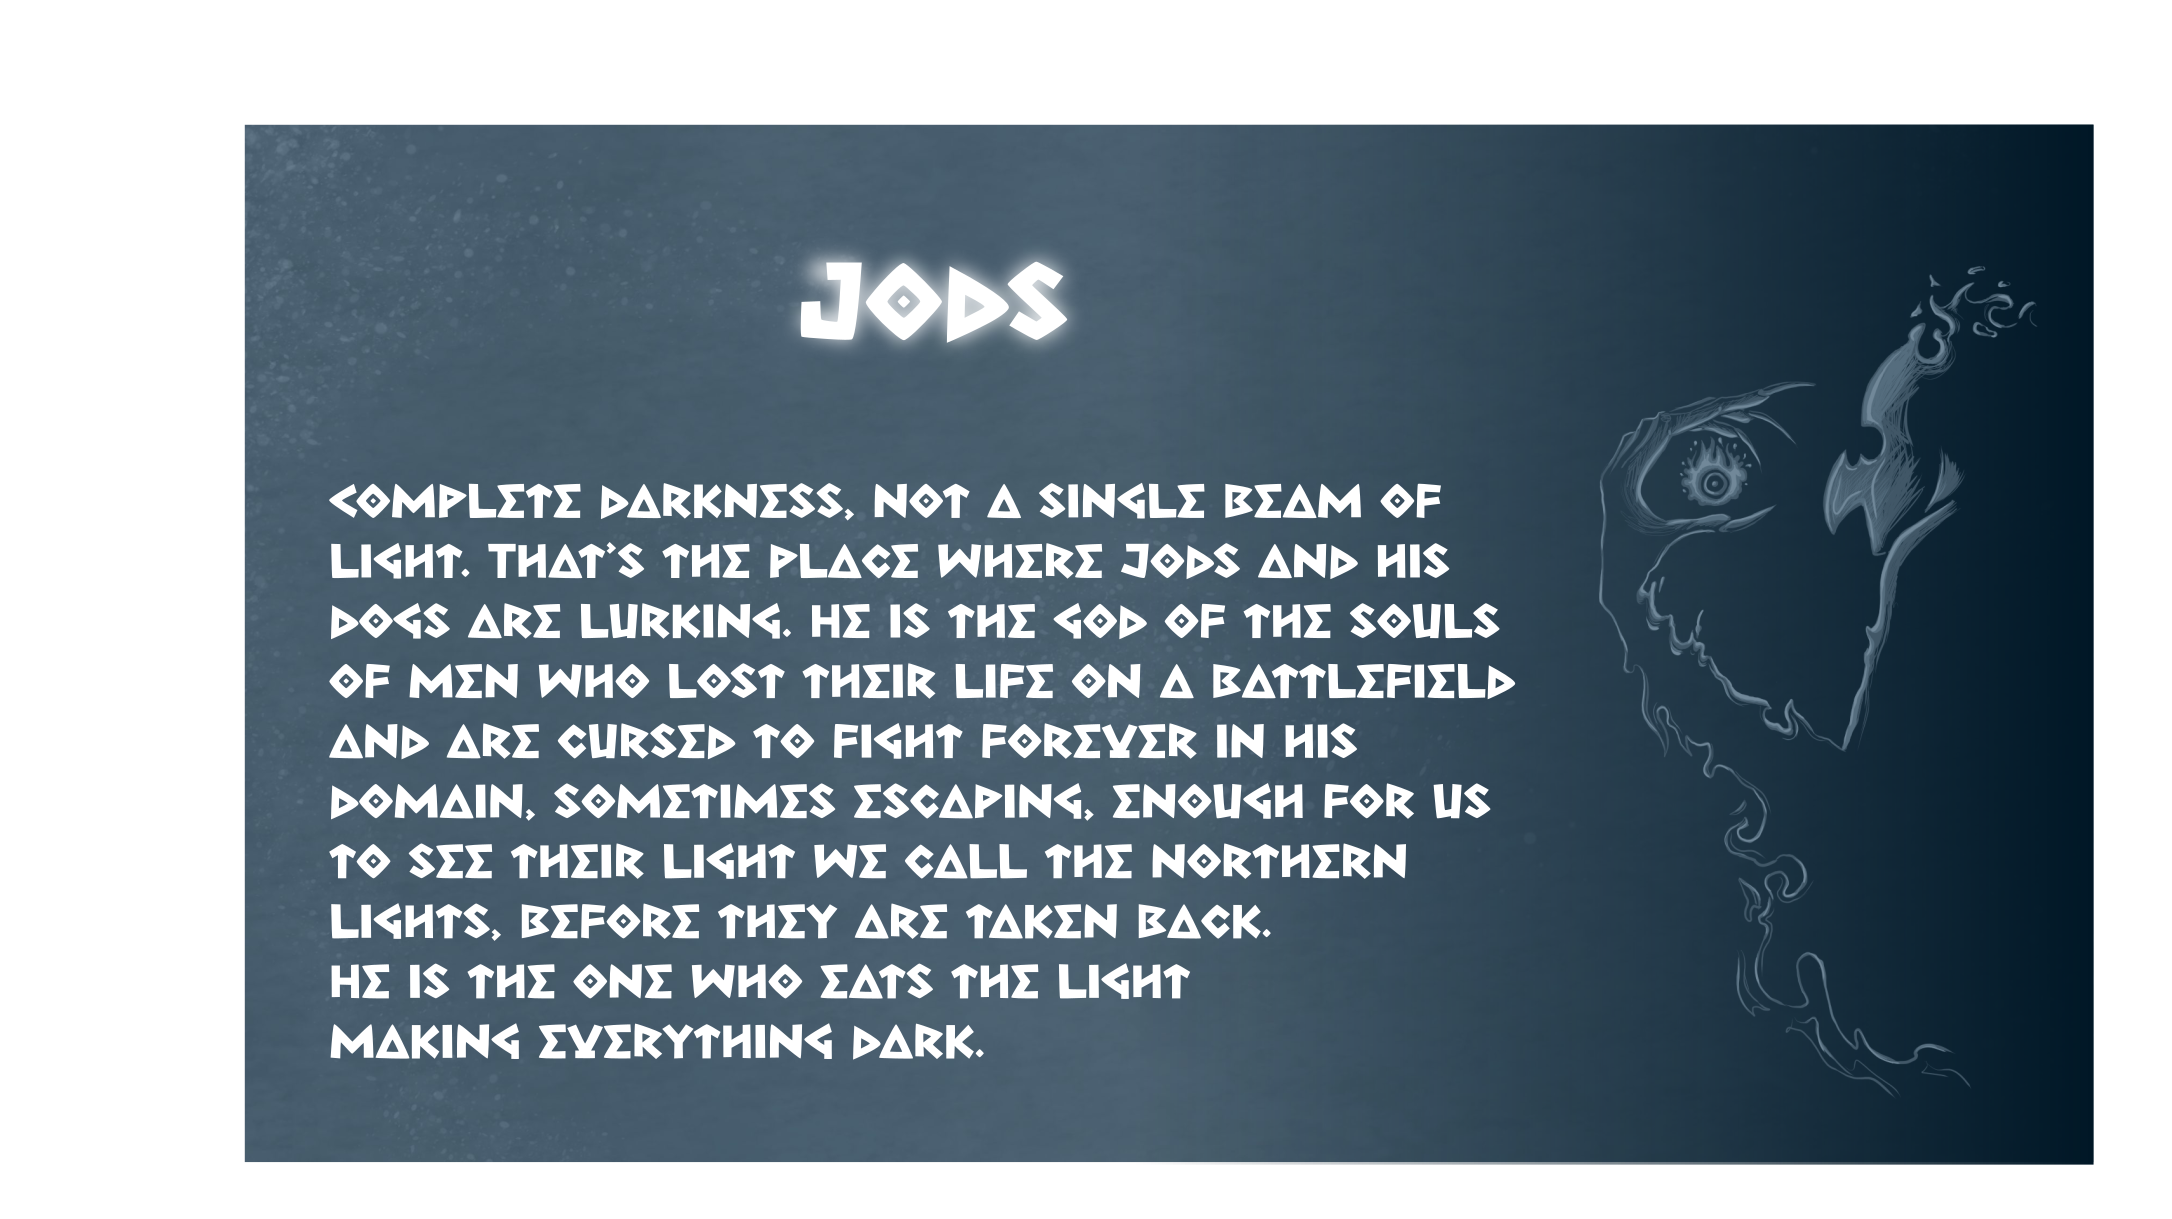 JODS
COMPLETE DARKNESS, NOT A SINGLE BEAM OF
LIGHT. THAT'S THE PLACE WHERE JODS AND HIS
DOGS ARE LURKING. HE IS THE GOD OF THE SOULS
OF MEN WHO LOST THEIR LIFE ON A BATTLEFIELD
AND ARE CURSED TO FIGHT FOREVER IN HIS
DOMAIN, SOMETIMES ESCAPING, ENOUGH FOR US
TO SEE THEIR LIGHT WE CALL THE NORTHERN
LIGHTS, BEFORE THEY ARE TAKEN BACK.
HE IS THE ONE WHO EATS THE LIGHT
MAKING EVERYTHING DARK.